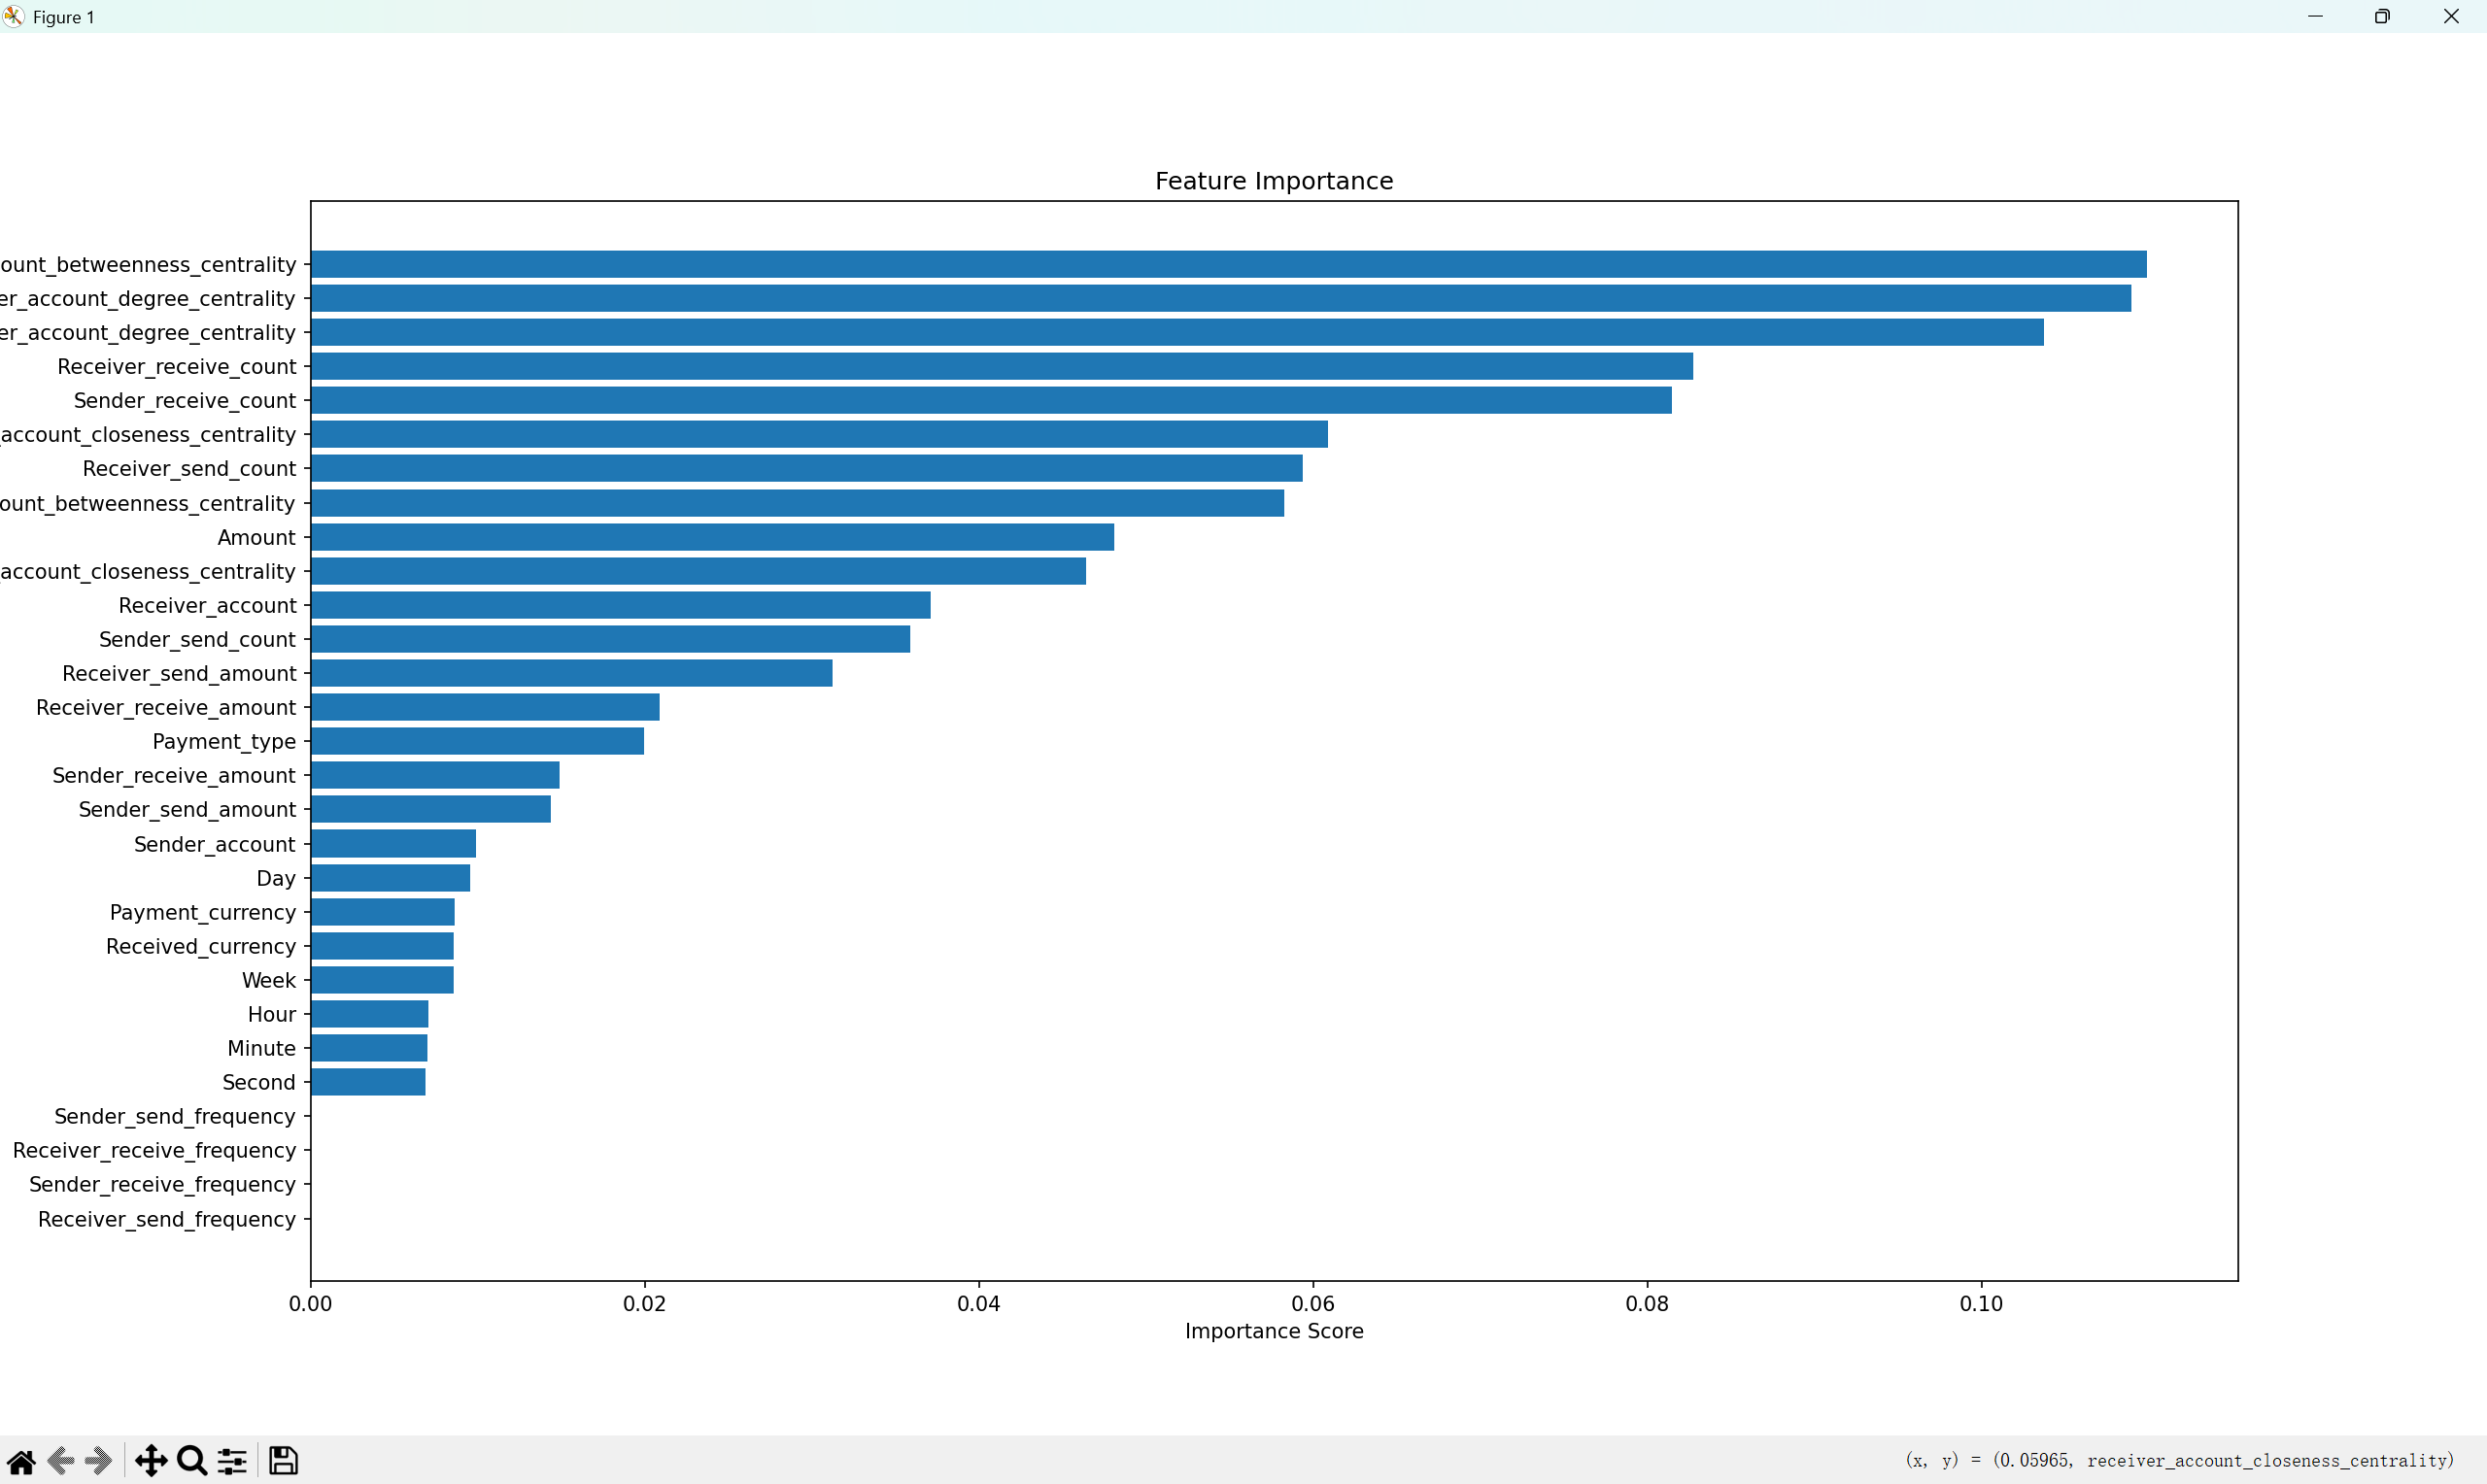 Figure 1
Feature Importance
ount_betweenness_centrality
er_account_degree_centrality
er_account_degree_centrality
Receiver_receive_count
Sender_receive_count
_account_closeness_centrality
Receiver_send_count
ount_betweenness_centrality
Amount
_account_closeness_centrality
Receiver_account
Sender_send_count
Receiver_send_amount
Receiver_receive_amount
Payment_type
Sender_receive_amount
Sender_send_amount
Sender_account
Day
Payment_currency
Received_currency
Week
Hour
Minute
Second
Sender_send_frequency
Receiver_receive_frequency
Sender_receive_frequency
Receiver_send_frequency
0.00 0.02 0.04 0.06 0.08 0.10
Importance Score
(x, y) = (0.05965, receiver_account_closeness_centrality)